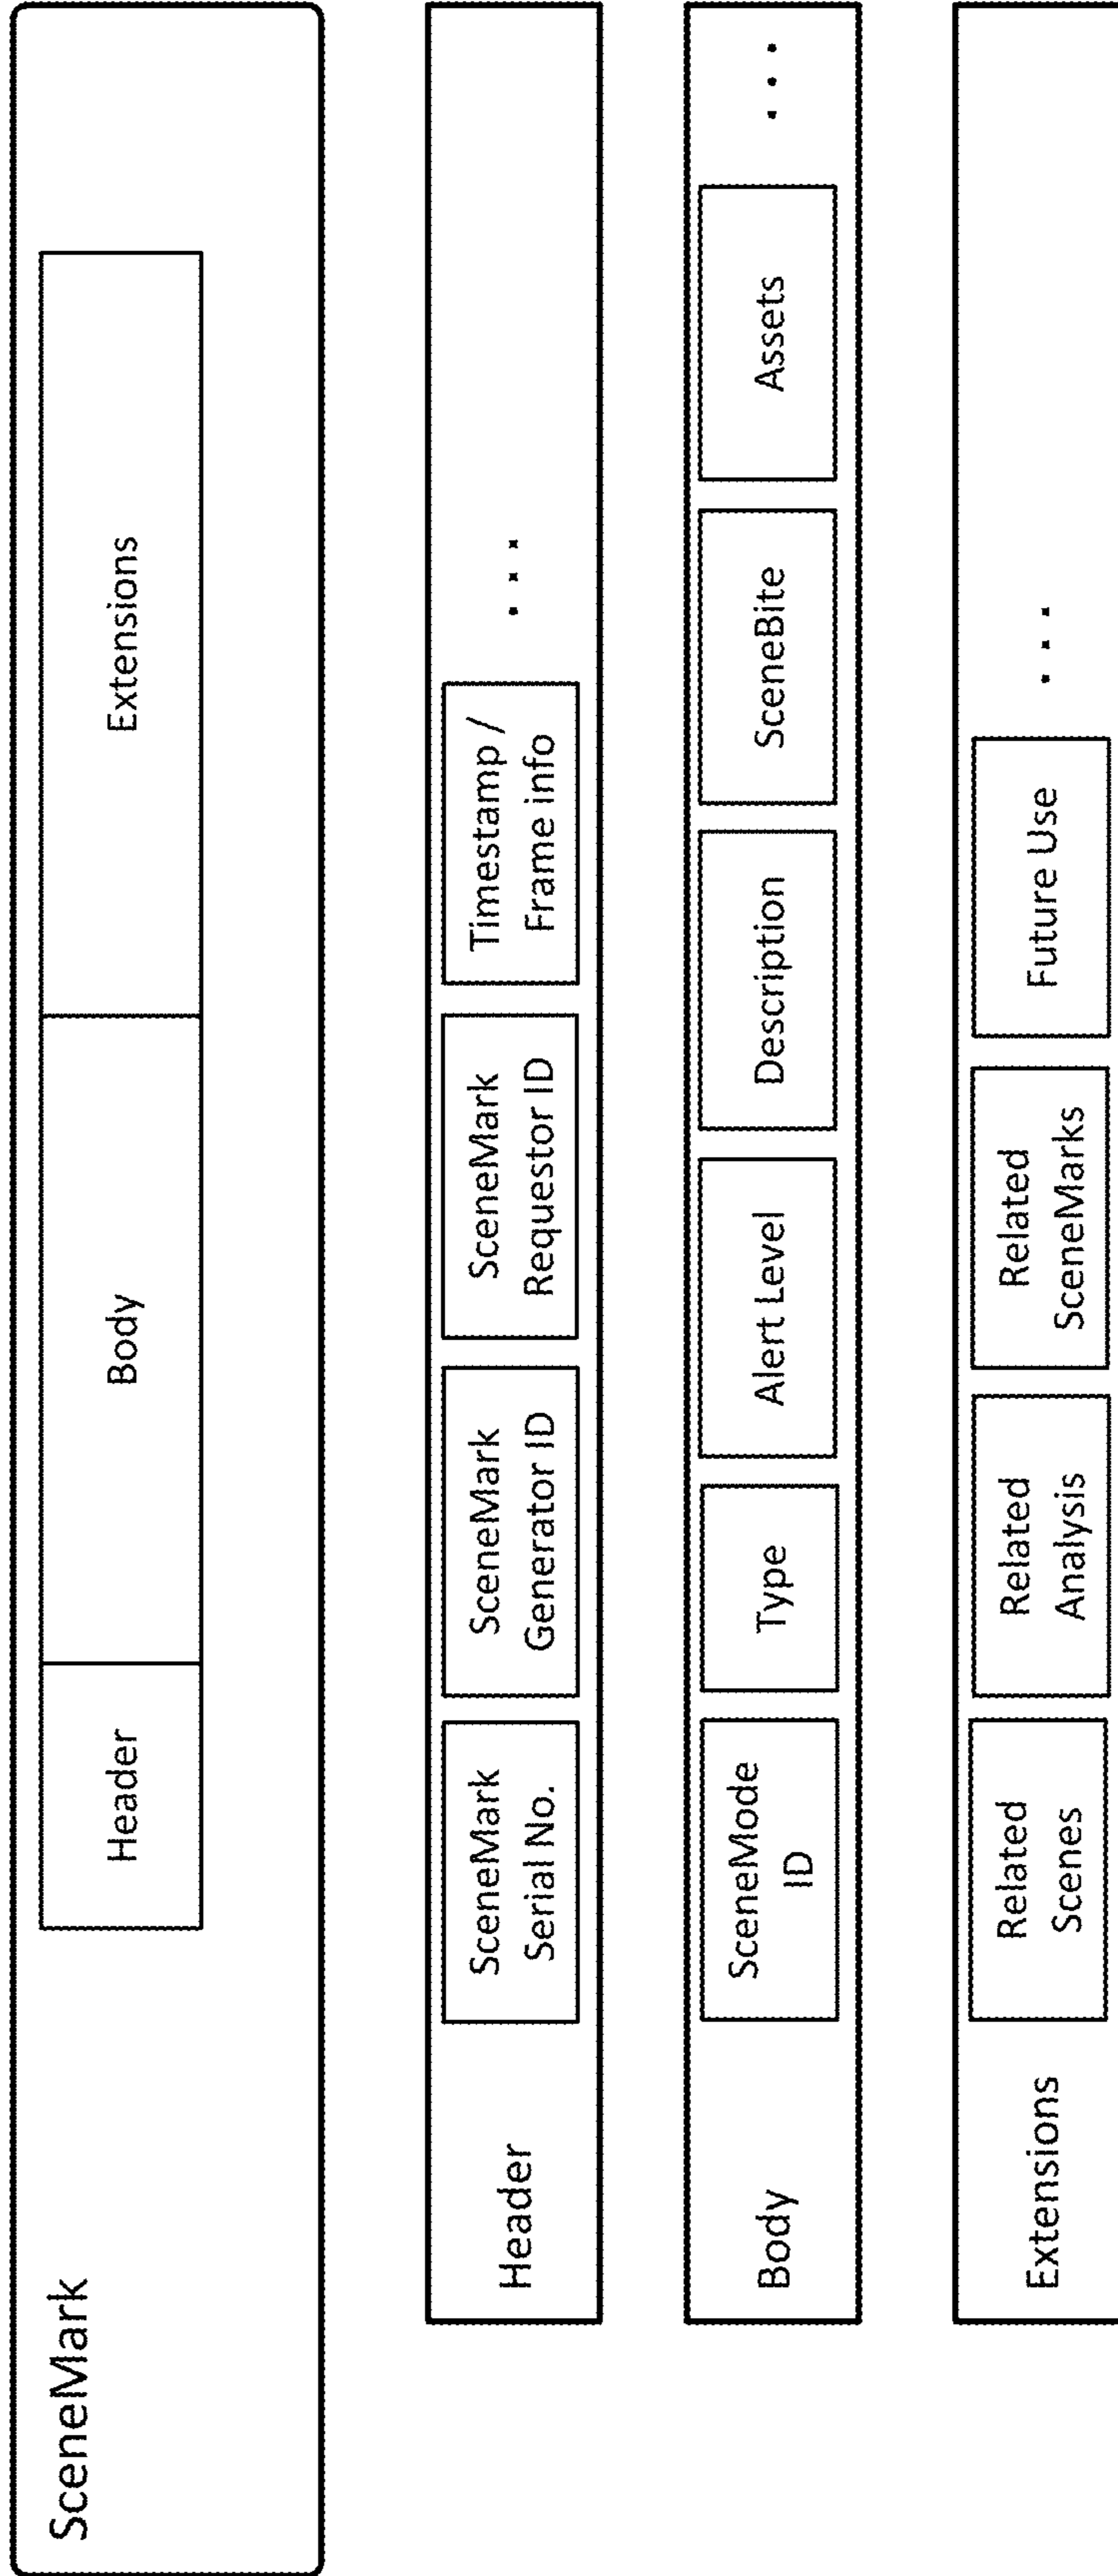 SceneMark
Header
Body
Extensions
Header
SceneMark
Serial No.
SceneMark
Generator ID
SceneMark
Requestor ID
Timestamp /
Frame info
...
Body
SceneMode
ID
Type
Alert Level
Description
SceneBite
Assets
...
Extensions
Related
Scenes
Related
Analysis
Related
SceneMarks
Future Use
...